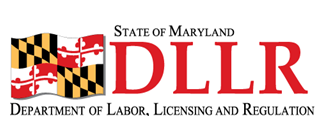 State of Maryland
DLLR
Department of Labor, Licensing and Regulation